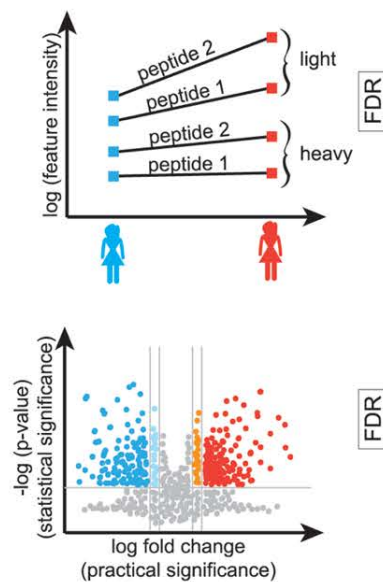 log (feature intensity)
peptide 2
peptide 1
peptide 2
peptide 1
light
heavy
FDR
-log (p-value)
(statistical significance)
log fold change
(practical significance)
FDR